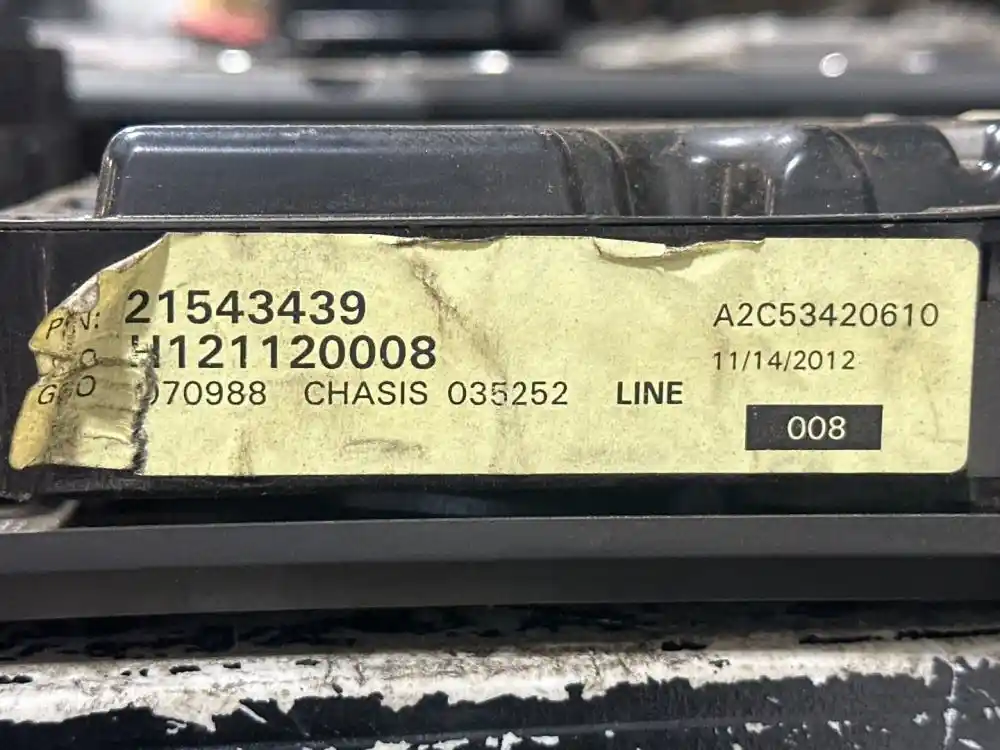 P/N: 21543439 A2C53420610
H121120008 11/14/2012
070988 CHASIS 035252 LINE
008